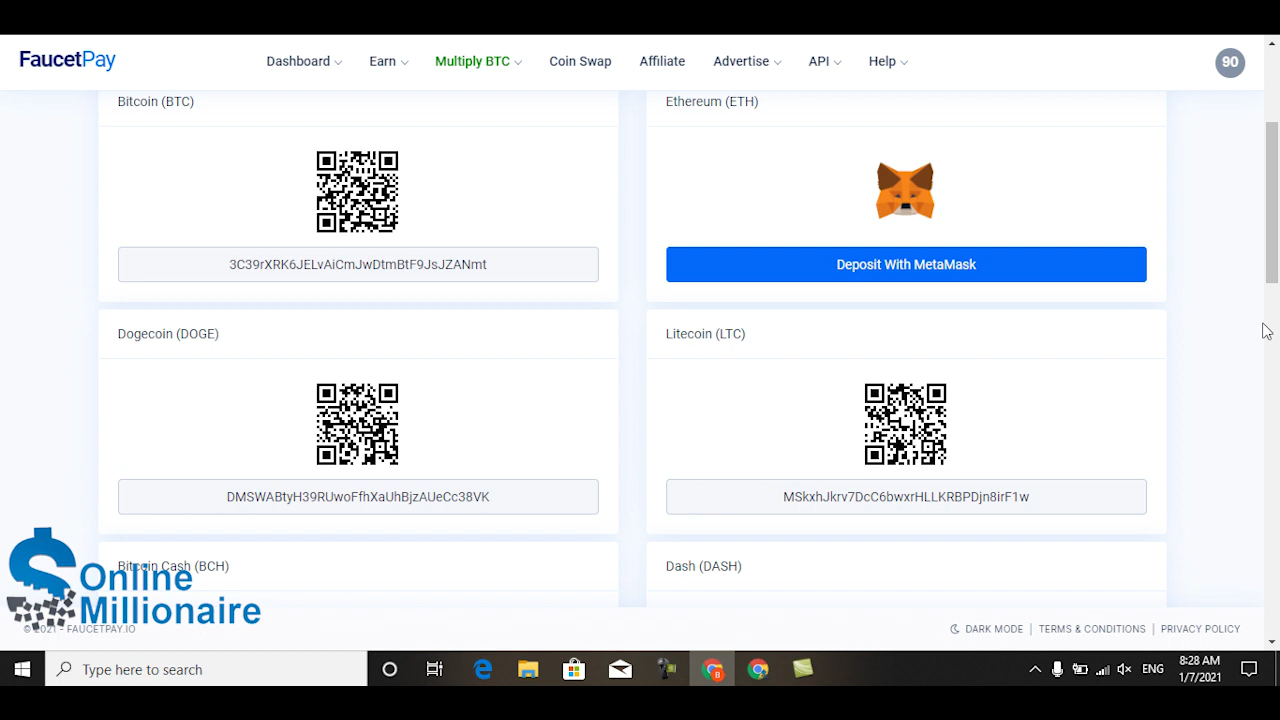 FaucetPay
Dashboard Earn Multiply BTC Coin Swap Affiliate Advertise API Help 90
Bitcoin (BTC)
3C39rXRK6JELvAiCmJwDtmBtF9JsJZANmt
Ethereum (ETH)
Deposit With MetaMask
Dogecoin (DOGE)
DMSWABtyH39RUwoFfhXaUhBjzAUeCc38VK
Litecoin (LTC)
MSkxhJkrv7DcC6bwxrHLLKRBPDjn8irF1w
Bitcoin Cash (BCH)
Dash (DASH)
Online
Millionaire
© 2021 - FAUCETPAY.IO
DARK MODE | TERMS & CONDITIONS | PRIVACY POLICY
Type here to search
ENG
8:28 AM
1/7/2021